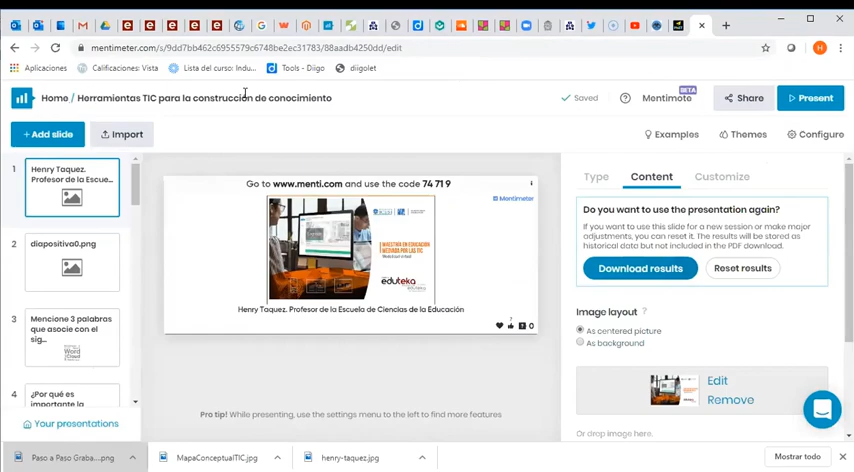 mentimeter.com/s/9dd7bb462c6955579c6748be2ec31783/88aadb4250dd/edit
H
Aplicaciones
Calificaciones: Vista
Lista del curso: Indu...
Tools - Diigo
diigolet
Home / Herramientas TIC para la construcción de conocimiento
Saved
Mentimote
BETA
Share
Present
+ Add slide
Import
Examples
Themes
Configure
1
Henry Taquez.
Profesor de la Escue...
2
diapositiva0.png
3
Mencione 3 palabras
que asocie con el
sig...
Word
Cloud
4
¿Por qué es
importante la
Your presentations
Go to www.menti.com and use the code 74 71 9
Mentimeter
MAESTRÍA EN EDUCACIÓN
MEDIADA POR LAS TIC
eduteka
Henry Taquez. Profesor de la Escuela de Ciencias de la Educación
0
Pro tip! While presenting, use the settings menu to the left to find more features
Type
Content
Customize
Do you want to use the presentation again?
If you want to use this slide for a new session or make major
adjustments, you can reset it. The results will be stored as
historical data but not included in the PDF download.
Download results
Reset results
Image layout
?
As centered picture
As background
Edit
Remove
Or drop image here.
Paso a Paso Graba....png
MapaConceptualTIC.jpg
henry-taquez.jpg
Mostrar todo